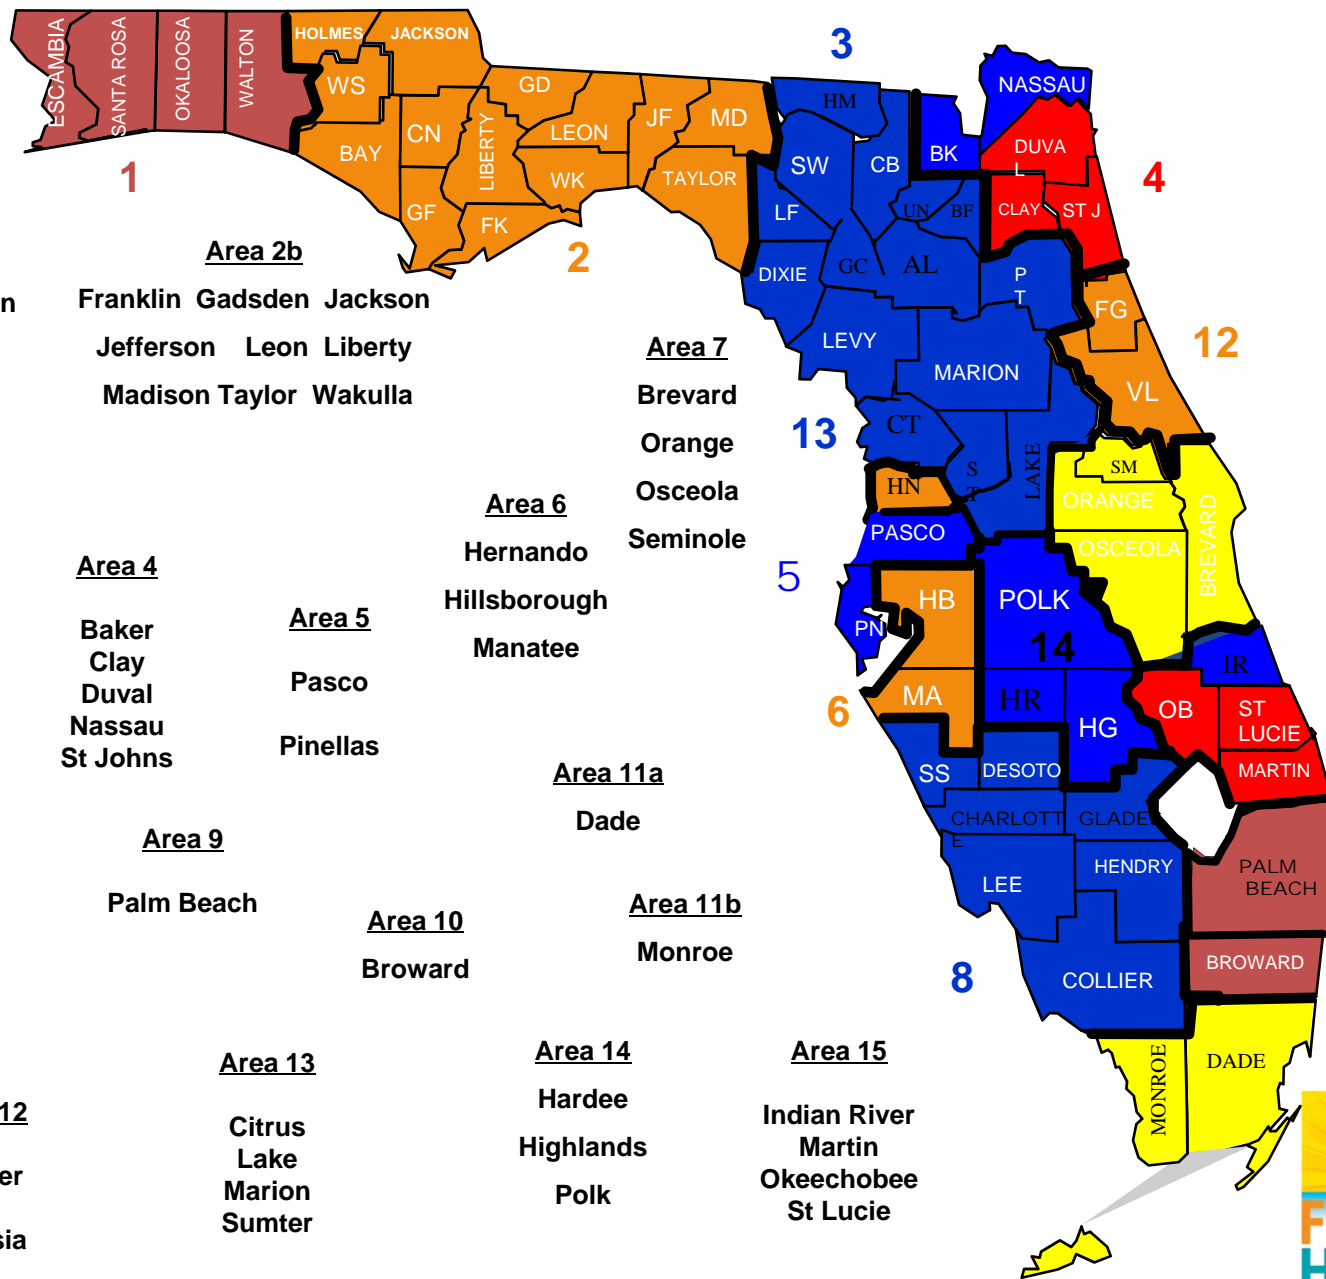 3
HOLMES
JACKSON
ESCAMBIA
SANTA ROSA
OKALOOSA
WALTON
WS
GD
HM
NASSAU
CN
LIBERTY
LEON
JF
MD
BAY
WK
TAYLOR
SW
CB
BK
DUVA
L
1
GF
FK
LF
UN
BF
CLAY
ST J
4
2
DIXIE
GC
AL
P
T
FG
12
Area 2b
n
Franklin Gadsden Jackson
Jefferson Leon Liberty
Madison Taylor Wakulla
LEVY
MARION
VL
Area 7
Brevard
Orange
Osceola
Seminole
13
CT
S
T
LAKE
SM
HN
ORANGE
PASCO
OSCEOLA
BREVARD
Area 6
Hernando
Hillsborough
Manatee
5
HB
POLK
PN
14
IR
Area 4
Baker
Clay
Duval
Nassau
St Johns
Area 5
Pasco
Pinellas
6
MA
HR
HG
OB
ST
LUCIE
SS
DESOTO
MARTIN
Area 11a
Dade
CHARLOTT
E
GLADE
Area 9
Palm Beach
LEE
HENDRY
PALM
BEACH
Area 10
Broward
Area 11b
Monroe
8
COLLIER
BROWARD
MONROE
DADE
12
er
sia
Area 13
Citrus
Lake
Marion
Sumter
Area 14
Hardee
Highlands
Polk
Area 15
Indian River
Martin
Okeechobee
St Lucie
F
H